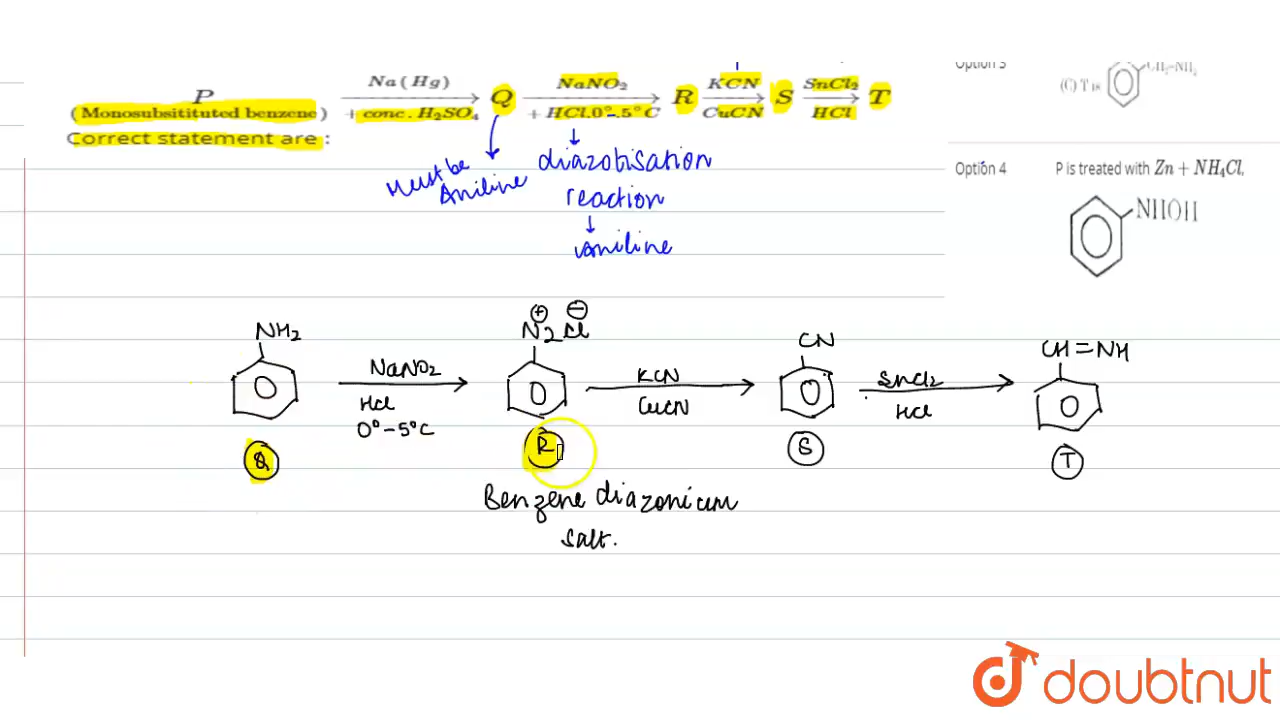 P Na(Hg) Q NaNO₂ R KCN S SnCl₂ T
(Monosubsitituted benzene) + conc. H₂SO₄ + HCl.0°-5°C CuCN HCl
Correct statement are :
Must be
Aniline
diazotisation
reaction
aniline
Option 3
(C) T is CH₂-NH₂
Option 4 P is treated with Zn + NH₄Cl,
NHOH
NH₂ NaNO₂ HCl 0°-5°C
N₂ Cl ⊕ ⊖ KCN CuCN
CN SnCl₂ HCl
CH=NH
Q R S T
Benzene diazonium
salt.
doubtnut